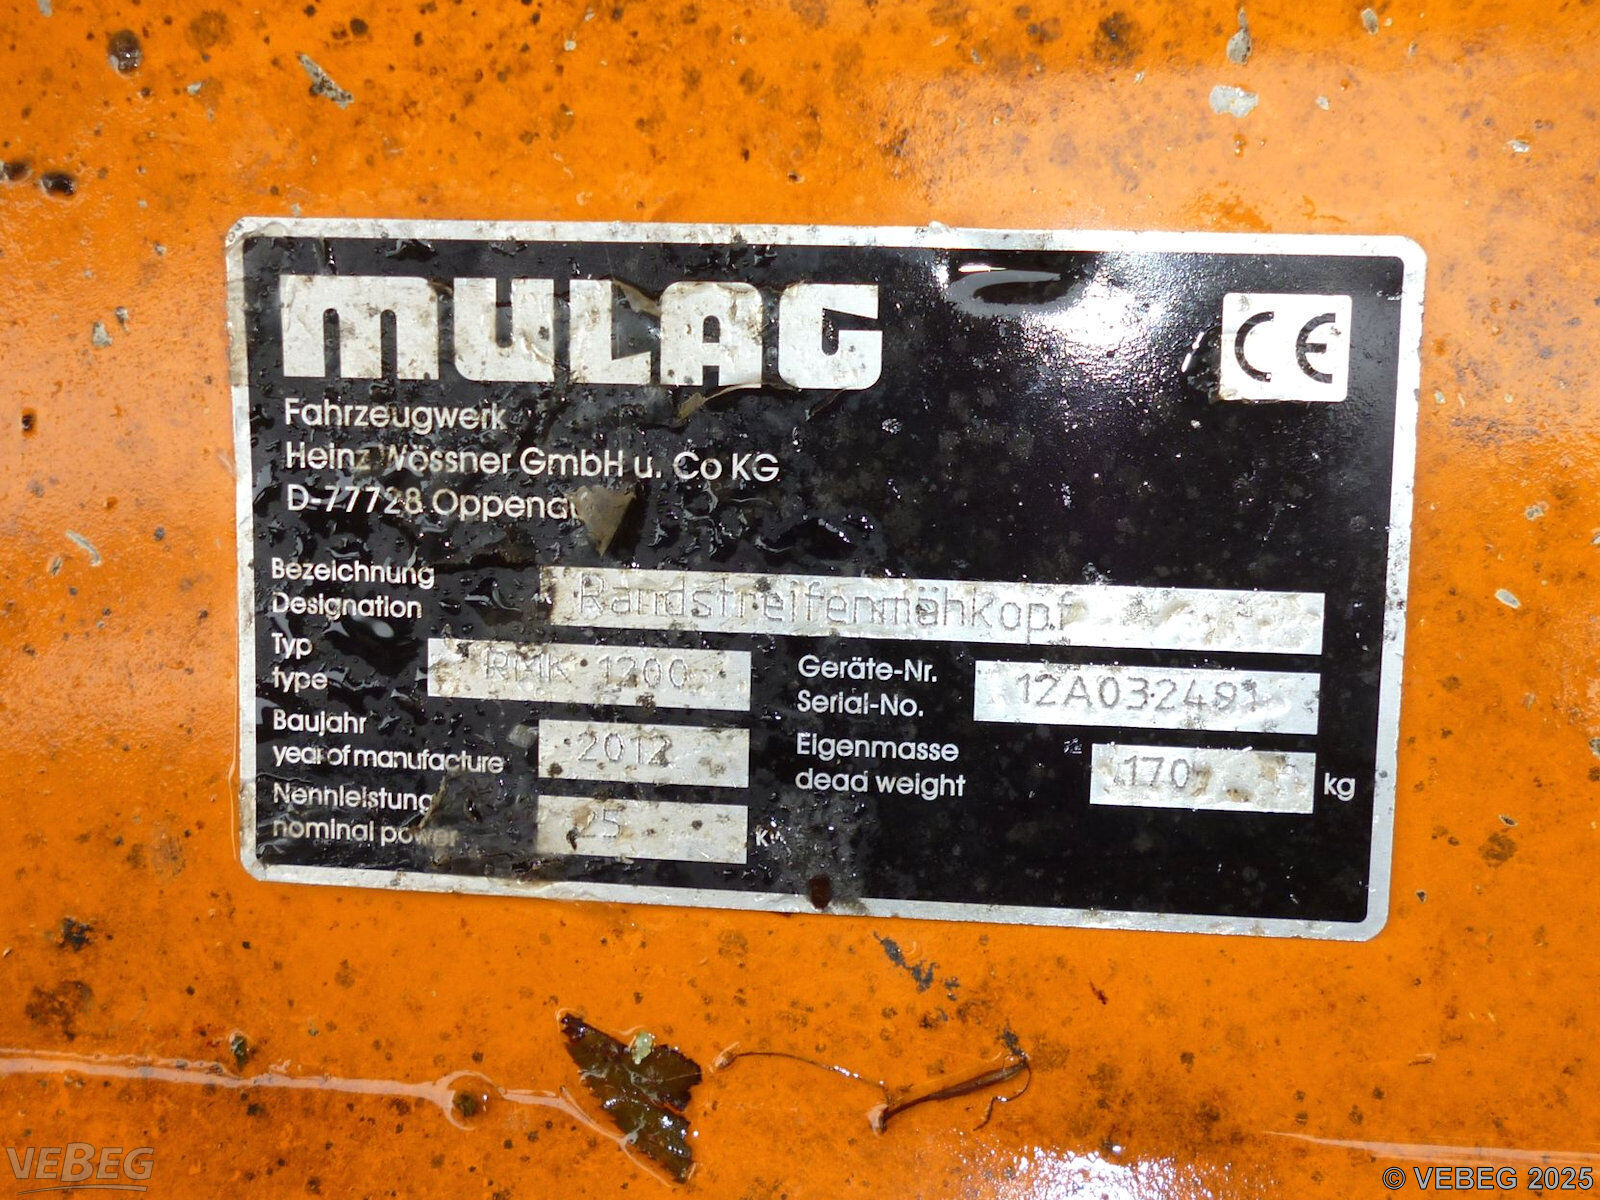 MULAG
CE
Fahrzeugwerk
Heinz Wössner GmbH u. Co KG
D-77728 Oppenau
Bezeichnung
Designation
Randstreifenmähkopf
Typ
type
RMK 1200
Geräte-Nr.
Serial-No.
12A032481
Baujahr
year of manufacture
2012
Eigenmasse
dead weight
170
kg
Nennleistung
nominal power
25
VEBEG
© VEBEG 2025